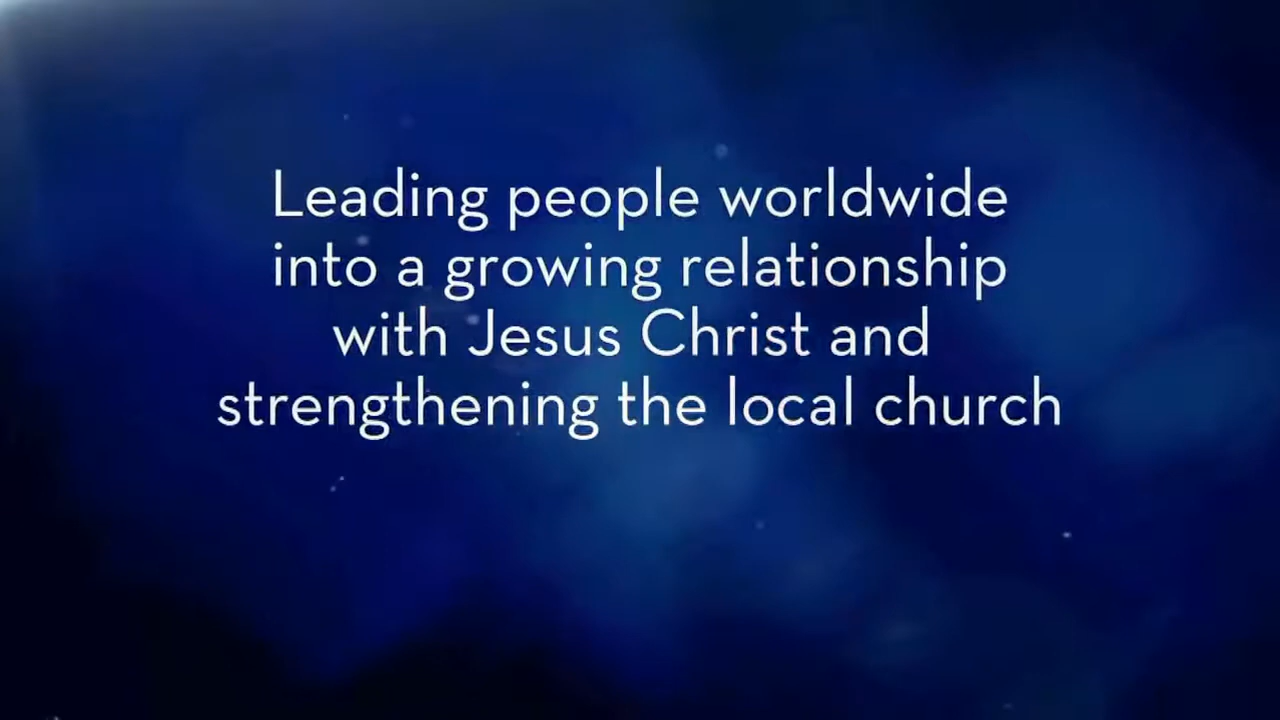 Leading people worldwide
into a growing relationship
with Jesus Christ and
strengthening the local church